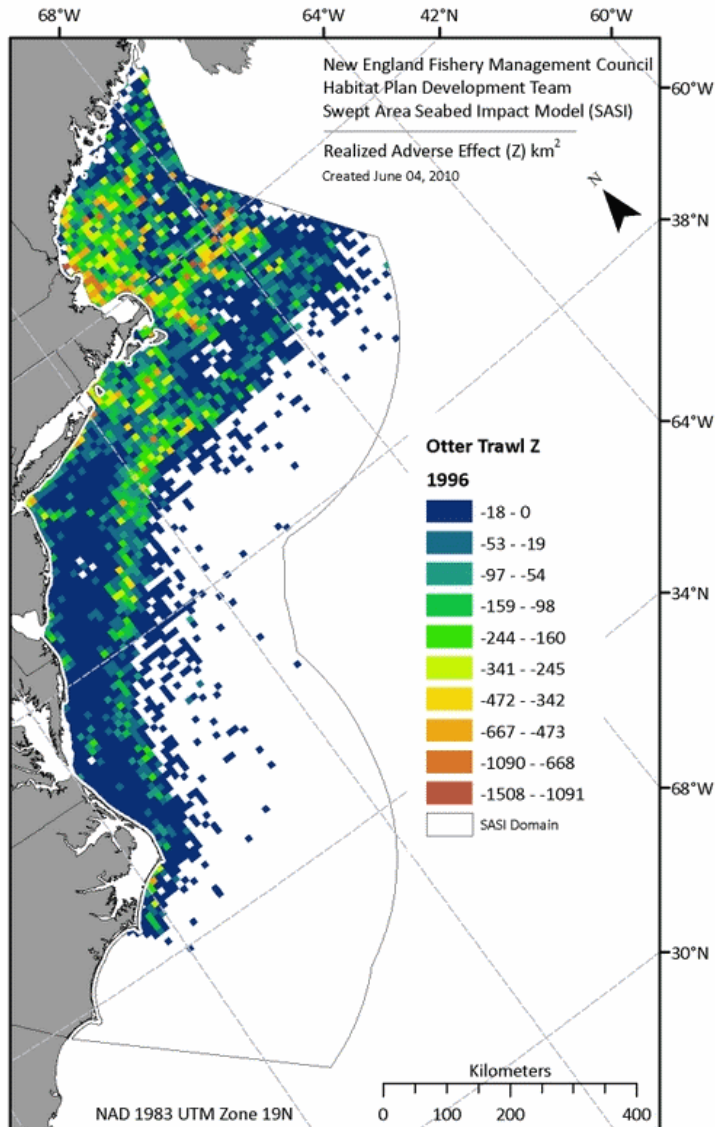 68°W
64°W
42°N
60°W
New England Fishery Management Council
Habitat Plan Development Team
Swept Area Seabed Impact Model (SASI)
Realized Adverse Effect (Z) km²
Created June 04, 2010
60°W
N
38°N
64°W
Otter Trawl Z
1996
-18 - 0
-53 - -19
-97 - -54
-159 - -98
-244 - -160
-341 - -245
-472 - -342
-667 - -473
-1090 - -668
-1508 - -1091
SASI Domain
34°N
68°W
30°N
Kilometers
0 100 200 400
NAD 1983 UTM Zone 19N